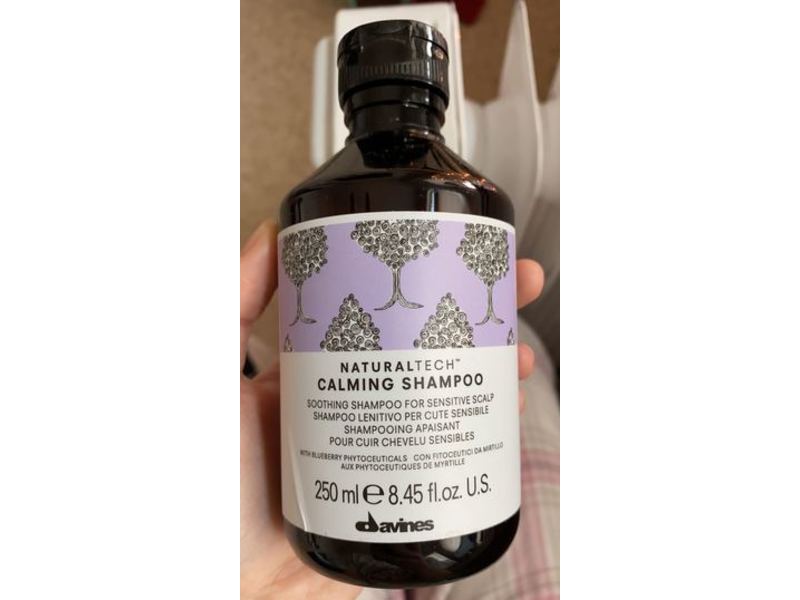 NATURALTECH™
CALMING SHAMPOO
SOOTHING SHAMPOO FOR SENSITIVE SCALP
SHAMPOO LENITIVO PER CUTE SENSIBILE
SHAMPOOING APAISANT
POUR CUIR CHEVELU SENSIBLES
WITH BLUEBERRY PHYTOCEUTICALS · CON FITOCEUTICI DA MIRTILLO
AUX PHYTOCEUTIQUES DE MYRTILLE
250 ml ℮ 8.45 fl.oz. U.S.
davines